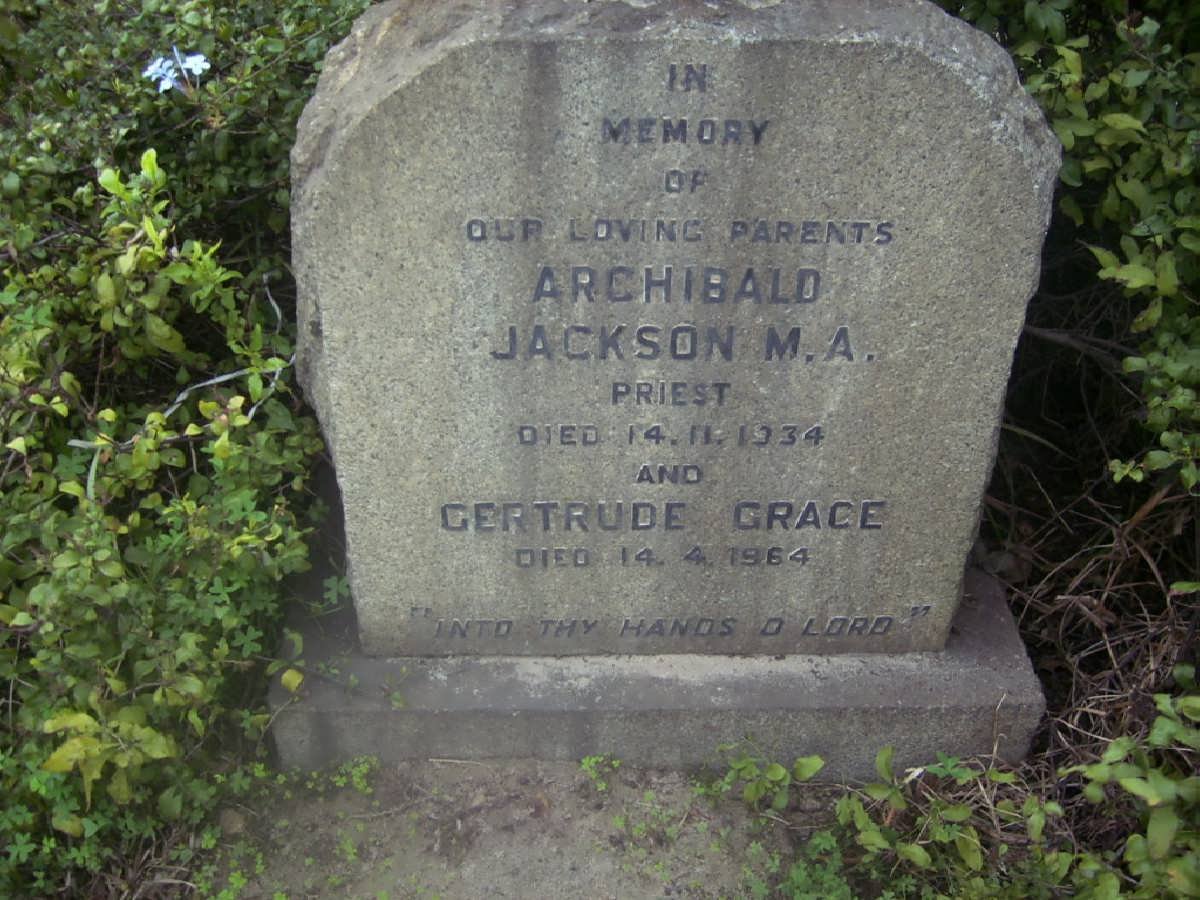 IN
MEMORY
OF
OUR LOVING PARENTS
ARCHIBALD
JACKSON M.A.
PRIEST
DIED 14.11.1934
AND
GERTRUDE GRACE
DIED 14.4.1964
"INTO THY HANDS O LORD"